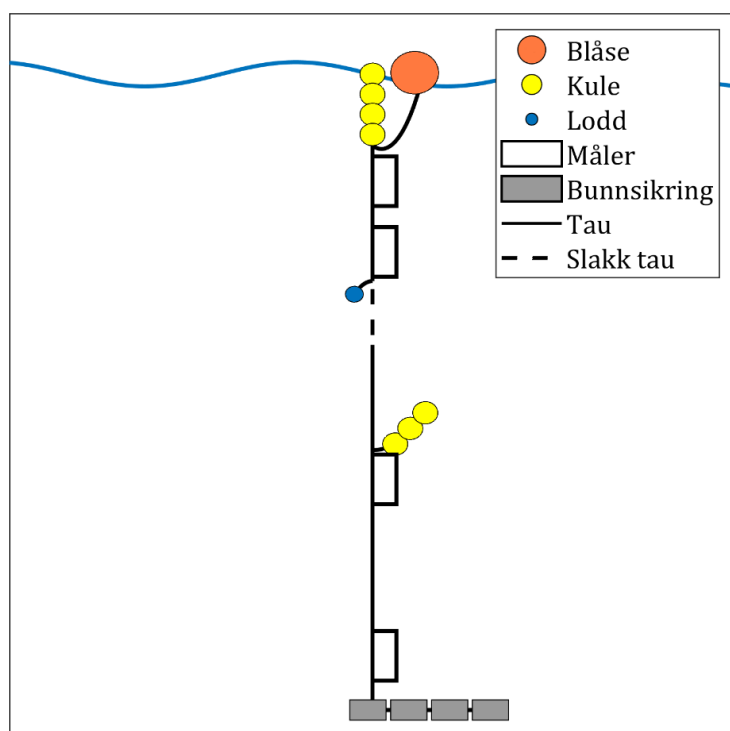 Blåse
Kule
Lodd
Måler
Bunnsikring
Tau
Slakk tau